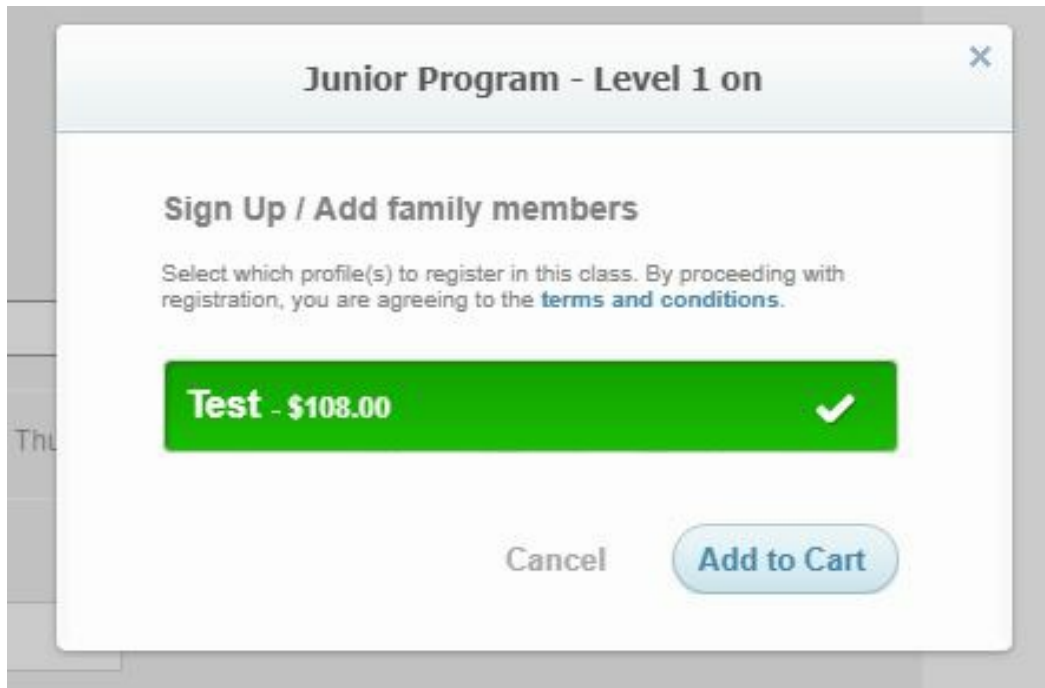 Junior Program - Level 1 on
Sign Up / Add family members
Select which profile(s) to register in this class. By proceeding with
registration, you are agreeing to the terms and conditions.
Test - $108.00
Thu
Cancel
Add to Cart